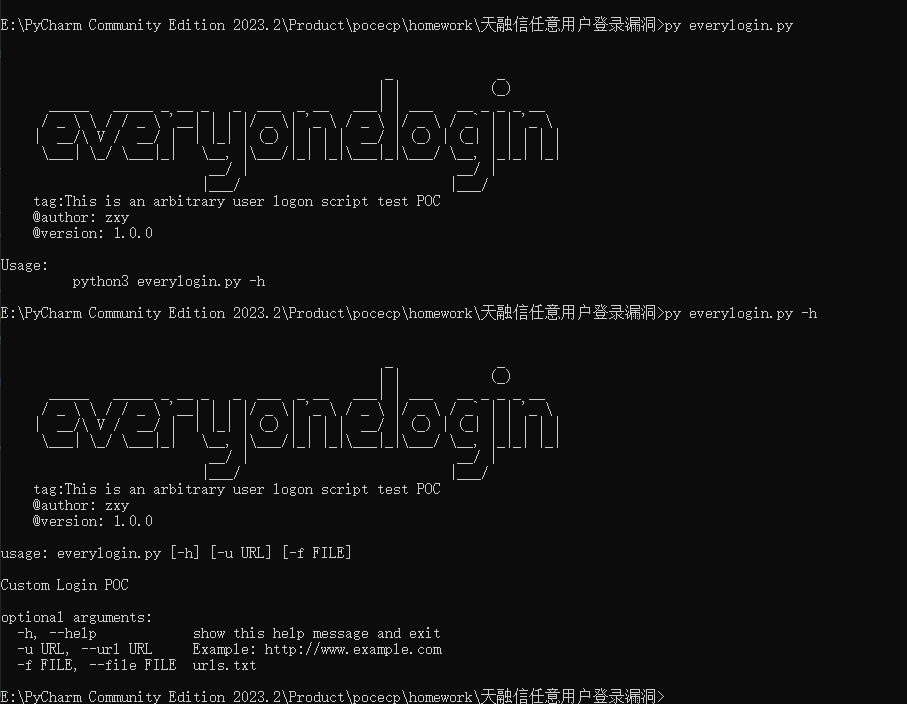 E:\PyCharm Community Edition 2023.2\Product\pocecp\homework\天融信任意用户登录漏洞>py everylogin.py
everyonelogin
tag:This is an arbitrary user logon script test POC
@author: zxy
@version: 1.0.0
Usage:
python3 everylogin.py -h
E:\PyCharm Community Edition 2023.2\Product\pocecp\homework\天融信任意用户登录漏洞>py everylogin.py -h
everyonelogin
tag:This is an arbitrary user logon script test POC
@author: zxy
@version: 1.0.0
usage: everylogin.py [-h] [-u URL] [-f FILE]
Custom Login POC
optional arguments:
-h, --help show this help message and exit
-u URL, --url URL Example: http://www.example.com
-f FILE, --file FILE urls.txt
E:\PyCharm Community Edition 2023.2\Product\pocecp\homework\天融信任意用户登录漏洞>